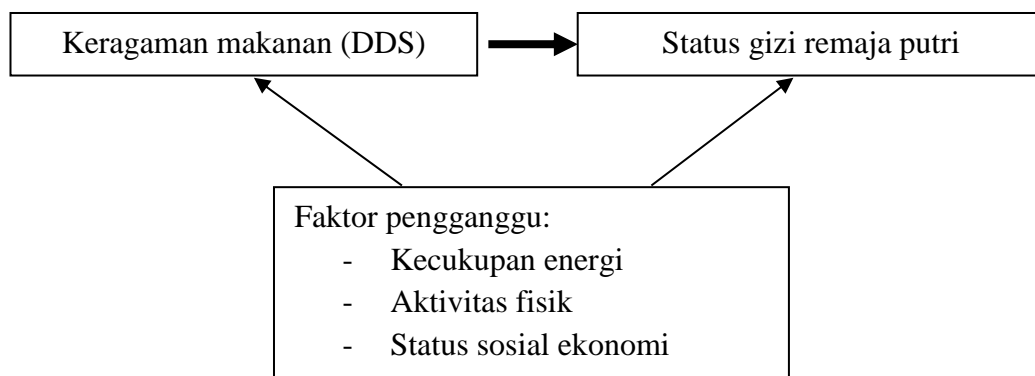 Keragaman makanan (DDS)
Status gizi remaja putri
Faktor pengganggu:
- Kecukupan energi
- Aktivitas fisik
- Status sosial ekonomi